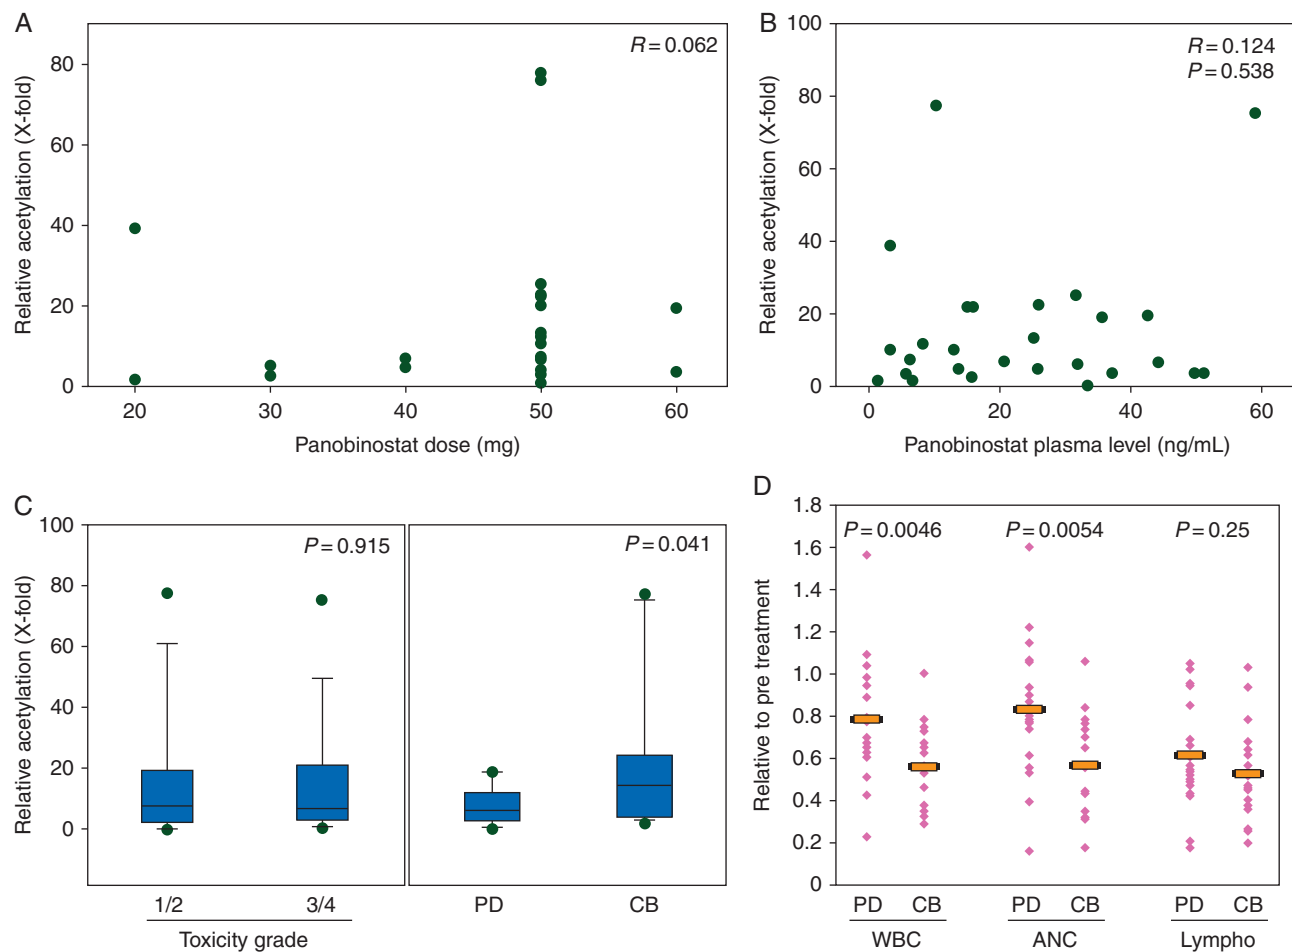 A
R = 0.062
Relative acetylation (X-fold)
80
60
40
20
0
20 30 40 50 60
Panobinostat dose (mg)
B
R = 0.124
P = 0.538
Relative acetylation (X-fold)
100
80
60
40
20
0
0 20 40 60
Panobinostat plasma level (ng/mL)
C
P = 0.915
P = 0.041
Relative acetylation (X-fold)
100
80
60
40
20
0
1/2 3/4
Toxicity grade
PD CB
D
P = 0.0046 P = 0.0054 P = 0.25
Relative to pre treatment
1.8
1.6
1.4
1.2
1.0
0.8
0.6
0.4
0.2
0
PD CB PD CB PD CB
WBC ANC Lympho